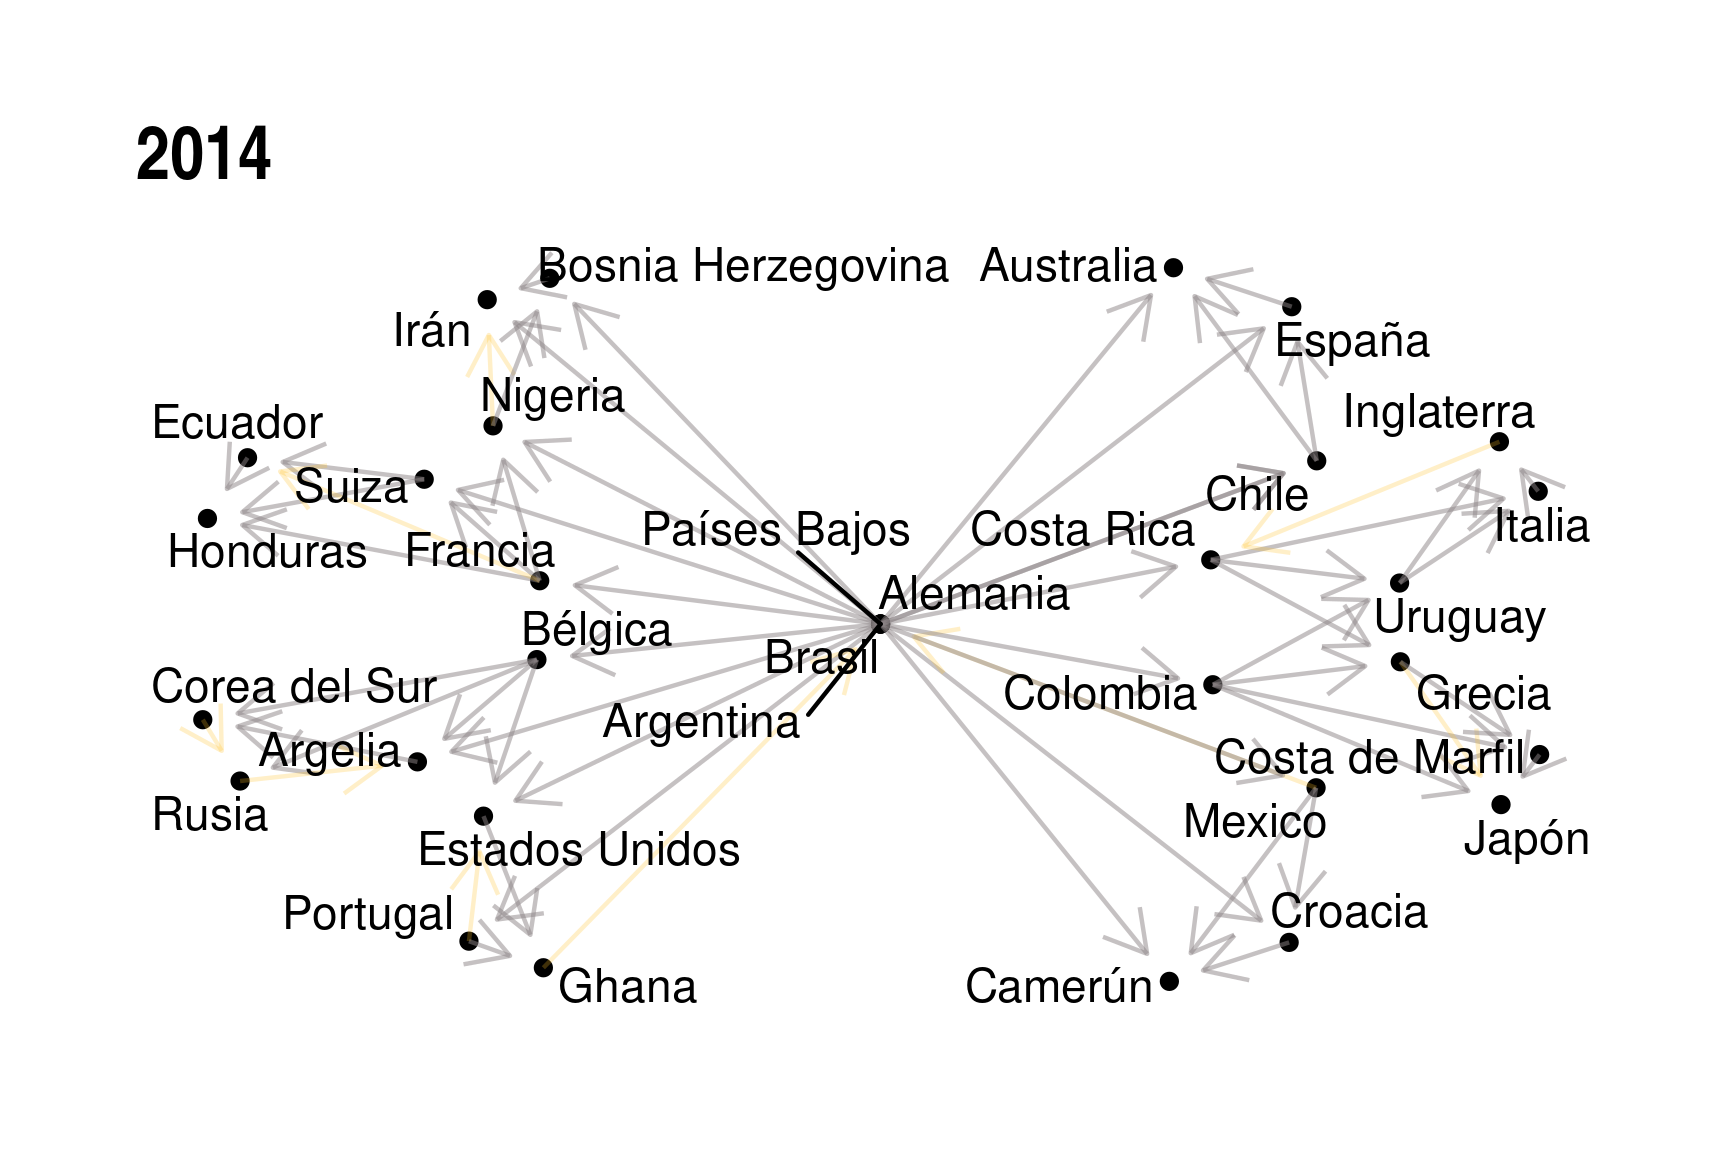 2014
Bosnia Herzegovina
Australia
Irán
España
Nigeria
Inglaterra
Ecuador
Suiza
Chile
Países Bajos
Costa Rica
Italia
Honduras
Francia
Alemania
Uruguay
Bélgica
Brasil
Corea del Sur
Colombia
Grecia
Argentina
Argelia
Costa de Marfil
Rusia
Mexico
Japón
Estados Unidos
Portugal
Croacia
Ghana
Camerún